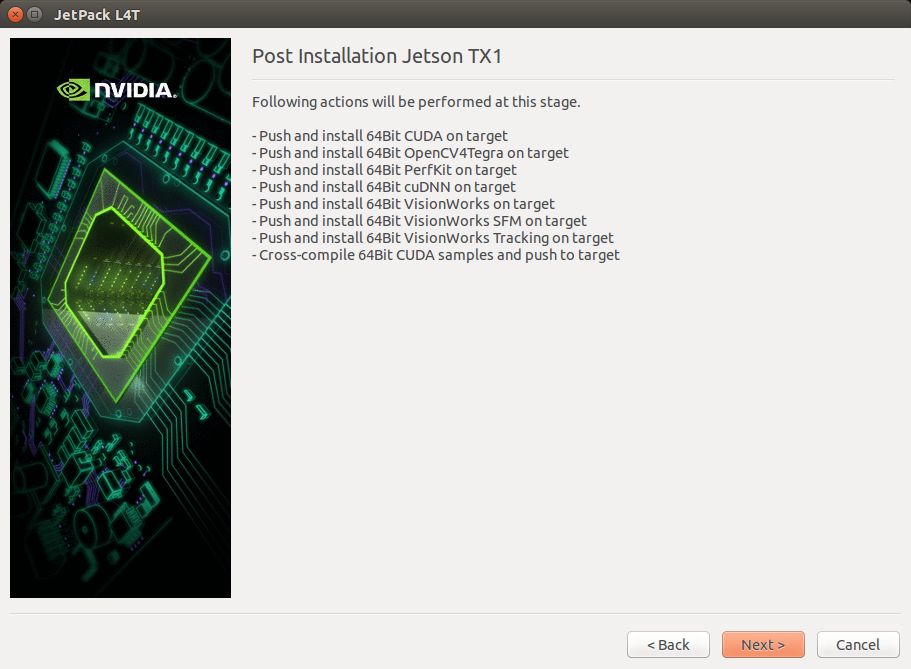 JetPack L4T
NVIDIA.
Post Installation Jetson TX1
Following actions will be performed at this stage.
- Push and install 64Bit CUDA on target
- Push and install 64Bit OpenCV4Tegra on target
- Push and install 64Bit PerfKit on target
- Push and install 64Bit cuDNN on target
- Push and install 64Bit VisionWorks on target
- Push and install 64Bit VisionWorks SFM on target
- Push and install 64Bit VisionWorks Tracking on target
- Cross-compile 64Bit CUDA samples and push to target
< Back
Next >
Cancel